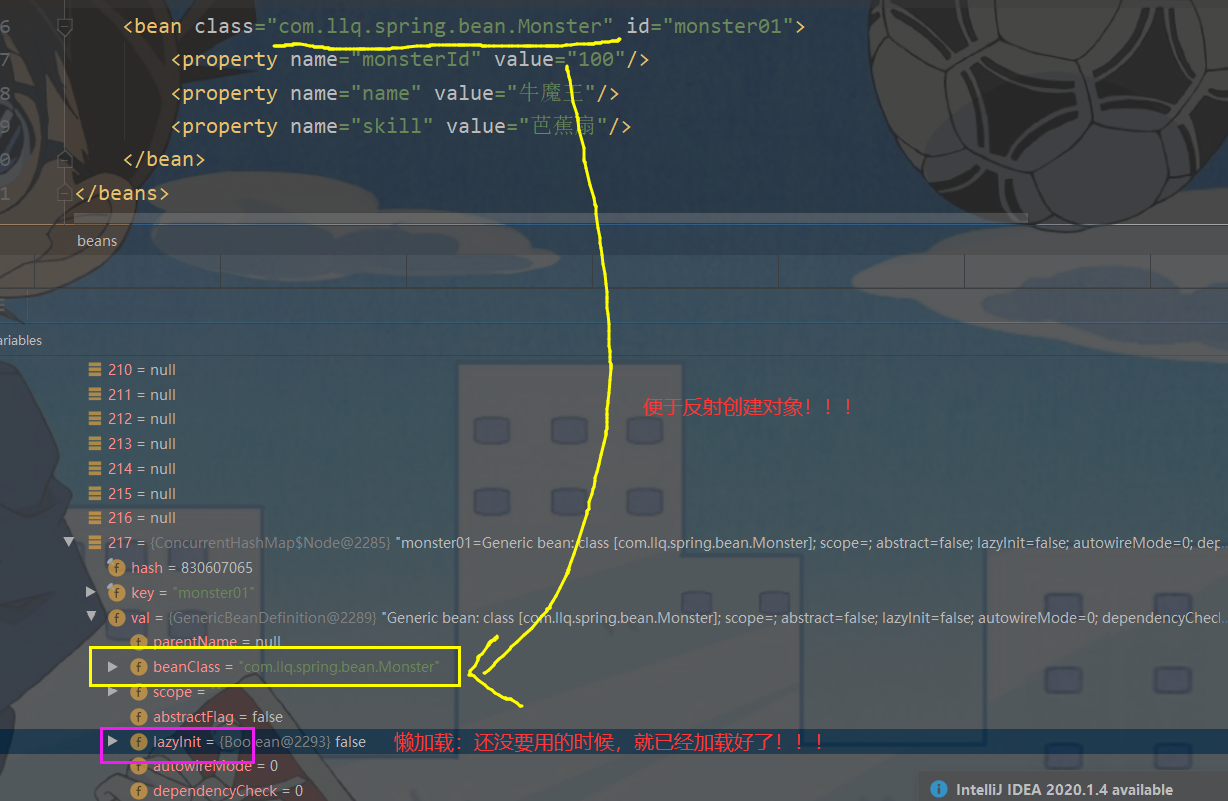 6 <bean class="com.llq.spring.bean.Monster" id="monster01">
7 <property name="monsterId" value="100"/>
8 <property name="name" value="牛魔王"/>
9 <property name="skill" value="芭蕉扇"/>
0 </bean>
1 </beans>
beans
ariables
210 = null
211 = null
便于反射创建对象！！！
212 = null
213 = null
214 = null
215 = null
216 = null
217 = {ConcurrentHashMap$Node@2285} "monster01=Generic bean: class [com.llq.spring.bean.Monster]; scope=; abstract=false; lazyInit=false; autowireMode=0; dep...
f hash = 830607065
f key = "monster01"
f val = {GenericBeanDefinition@2289} "Generic bean: class [com.llq.spring.bean.Monster]; scope=; abstract=false; lazyInit=false; autowireMode=0; dependencyCheck...
f parentName = null
f beanClass = "com.llq.spring.bean.Monster"
f scope =
f abstractFlag = false
f lazyInit = {Boolean@2293} false 懒加载：还没要用的时候，就已经加载好了！！！
f autowireMode = 0
f dependencyCheck = 0
i IntelliJ IDEA 2020.1.4 available